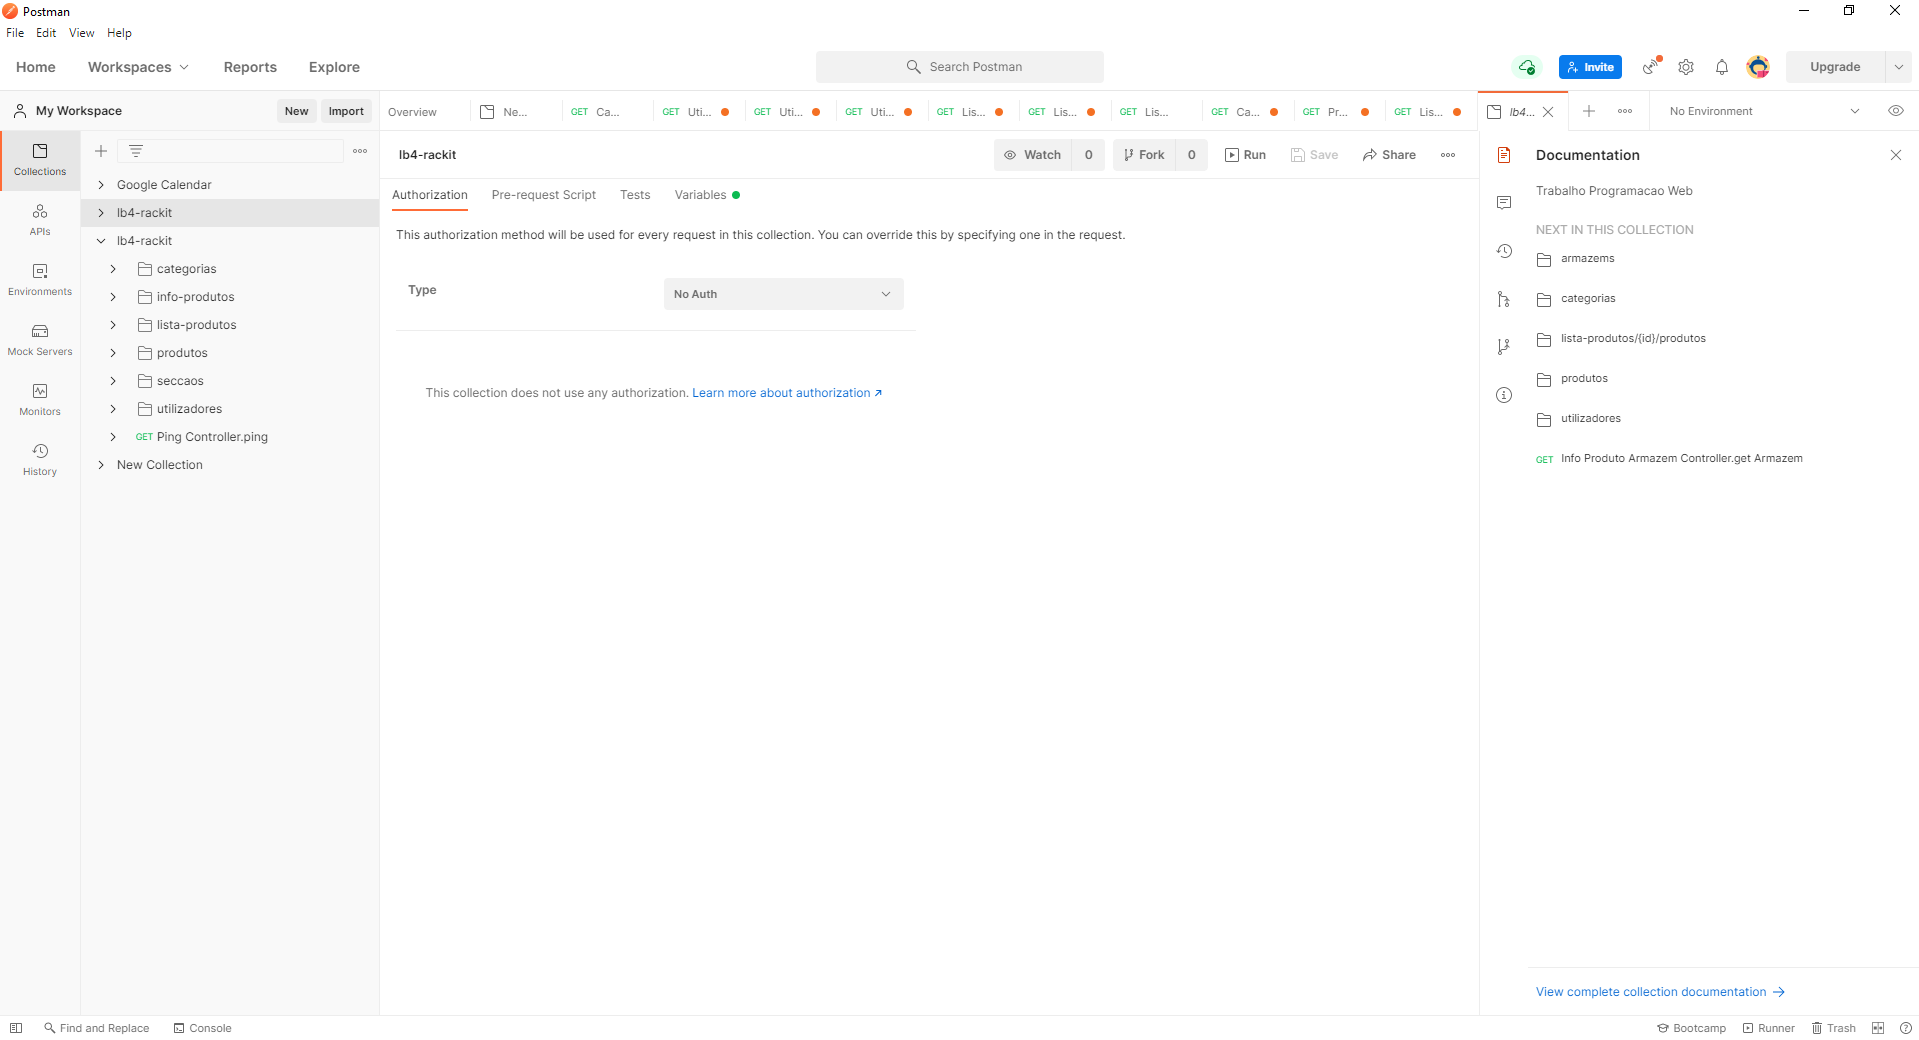 Postman
File Edit View Help
Home Workspaces Reports Explore Search Postman Invite Upgrade
My Workspace New Import
Overview Ne... GET Ca... GET Uti... GET Uti... GET Uti... GET Lis... GET Lis... GET Lis... GET Ca... GET Pr... GET Lis... lb4... No Environment
Collections
APIs
Environments
Mock Servers
Monitors
History
Google Calendar
lb4-rackit
lb4-rackit
categorias
info-produtos
lista-produtos
produtos
seccaos
utilizadores
GET Ping Controller.ping
New Collection
lb4-rackit Watch 0 Fork 0 Run Save Share
Authorization Pre-request Script Tests Variables
This authorization method will be used for every request in this collection. You can override this by specifying one in the request.
Type No Auth
This collection does not use any authorization. Learn more about authorization ↗
Documentation
Trabalho Programacao Web
NEXT IN THIS COLLECTION
armazems
categorias
lista-produtos/{id}/produtos
produtos
utilizadores
GET Info Produto Armazem Controller.get Armazem
View complete collection documentation →
Find and Replace Console Bootcamp Runner Trash